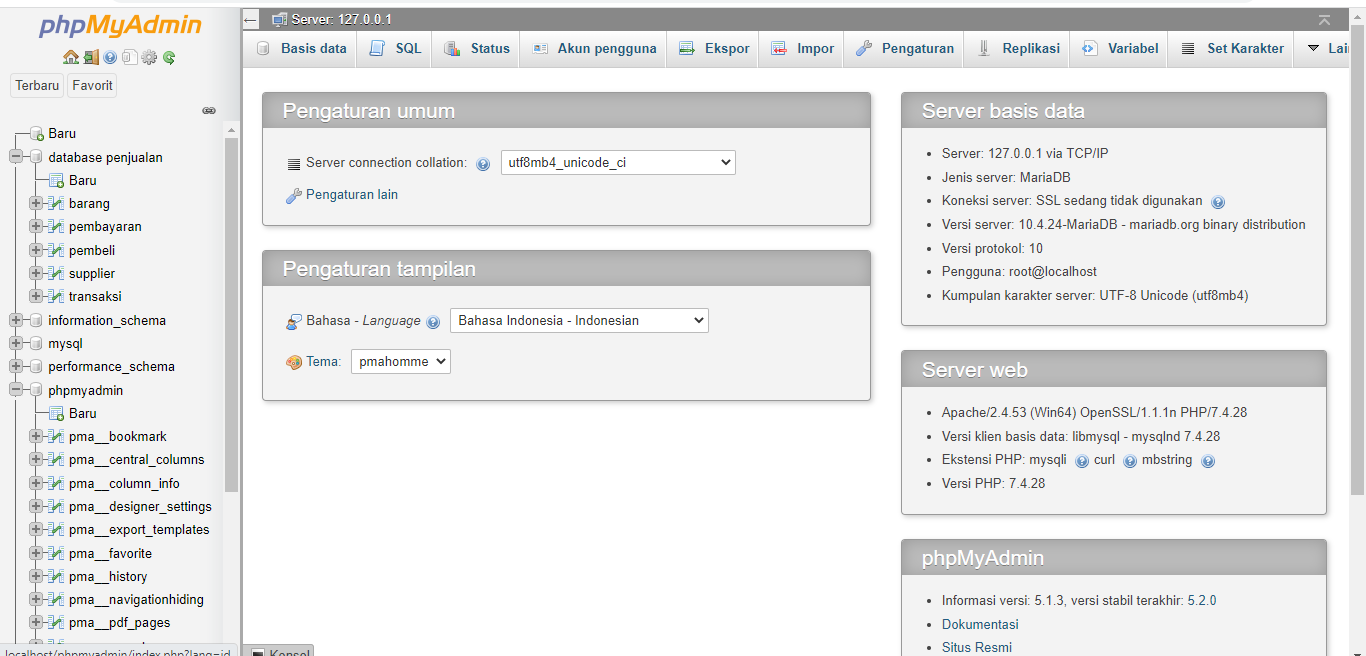 phpMyAdmin
Terbaru Favorit
Baru
database penjualan
Baru
barang
pembayaran
pembeli
supplier
transaksi
information_schema
mysql
performance_schema
phpmyadmin
Baru
pma__bookmark
pma__central_columns
pma__column_info
pma__designer_settings
pma__export_templates
pma__favorite
pma__history
pma__navigationhiding
pma__pdf_pages
localhost/phpmyadmin/index.php?lang=id
Server: 127.0.0.1
Basis data SQL Status Akun pengguna Ekspor Impor Pengaturan Replikasi Variabel Set Karakter Lai
Pengaturan umum
Server connection collation: utf8mb4_unicode_ci
Pengaturan lain
Pengaturan tampilan
Bahasa - Language Bahasa Indonesia - Indonesian
Tema: pmahomme
Server basis data
Server: 127.0.0.1 via TCP/IP
Jenis server: MariaDB
Koneksi server: SSL sedang tidak digunakan
Versi server: 10.4.24-MariaDB - mariadb.org binary distribution
Versi protokol: 10
Pengguna: root@localhost
Kumpulan karakter server: UTF-8 Unicode (utf8mb4)
Server web
Apache/2.4.53 (Win64) OpenSSL/1.1.1n PHP/7.4.28
Versi klien basis data: libmysql - mysqlnd 7.4.28
Ekstensi PHP: mysqli curl mbstring
Versi PHP: 7.4.28
phpMyAdmin
Informasi versi: 5.1.3, versi stabil terakhir: 5.2.0
Dokumentasi
Situs Resmi
Konsol